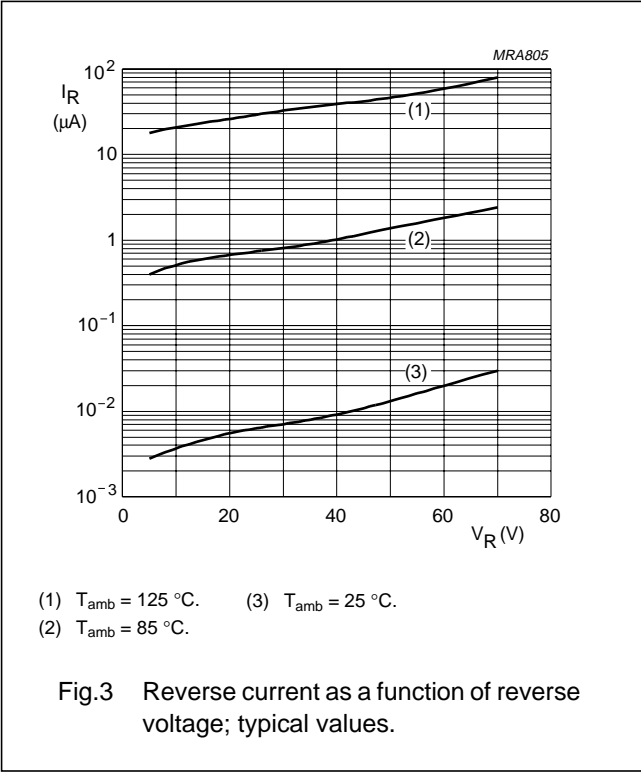 MRA805
10²
I_R
(μA)
(1)
10
1
(2)
10⁻¹
(3)
10⁻²
10⁻³
0 20 40 60 80
V_R (V)
(1) T_amb = 125 °C. (3) T_amb = 25 °C.
(2) T_amb = 85 °C.
Fig.3 Reverse current as a function of reverse
voltage; typical values.